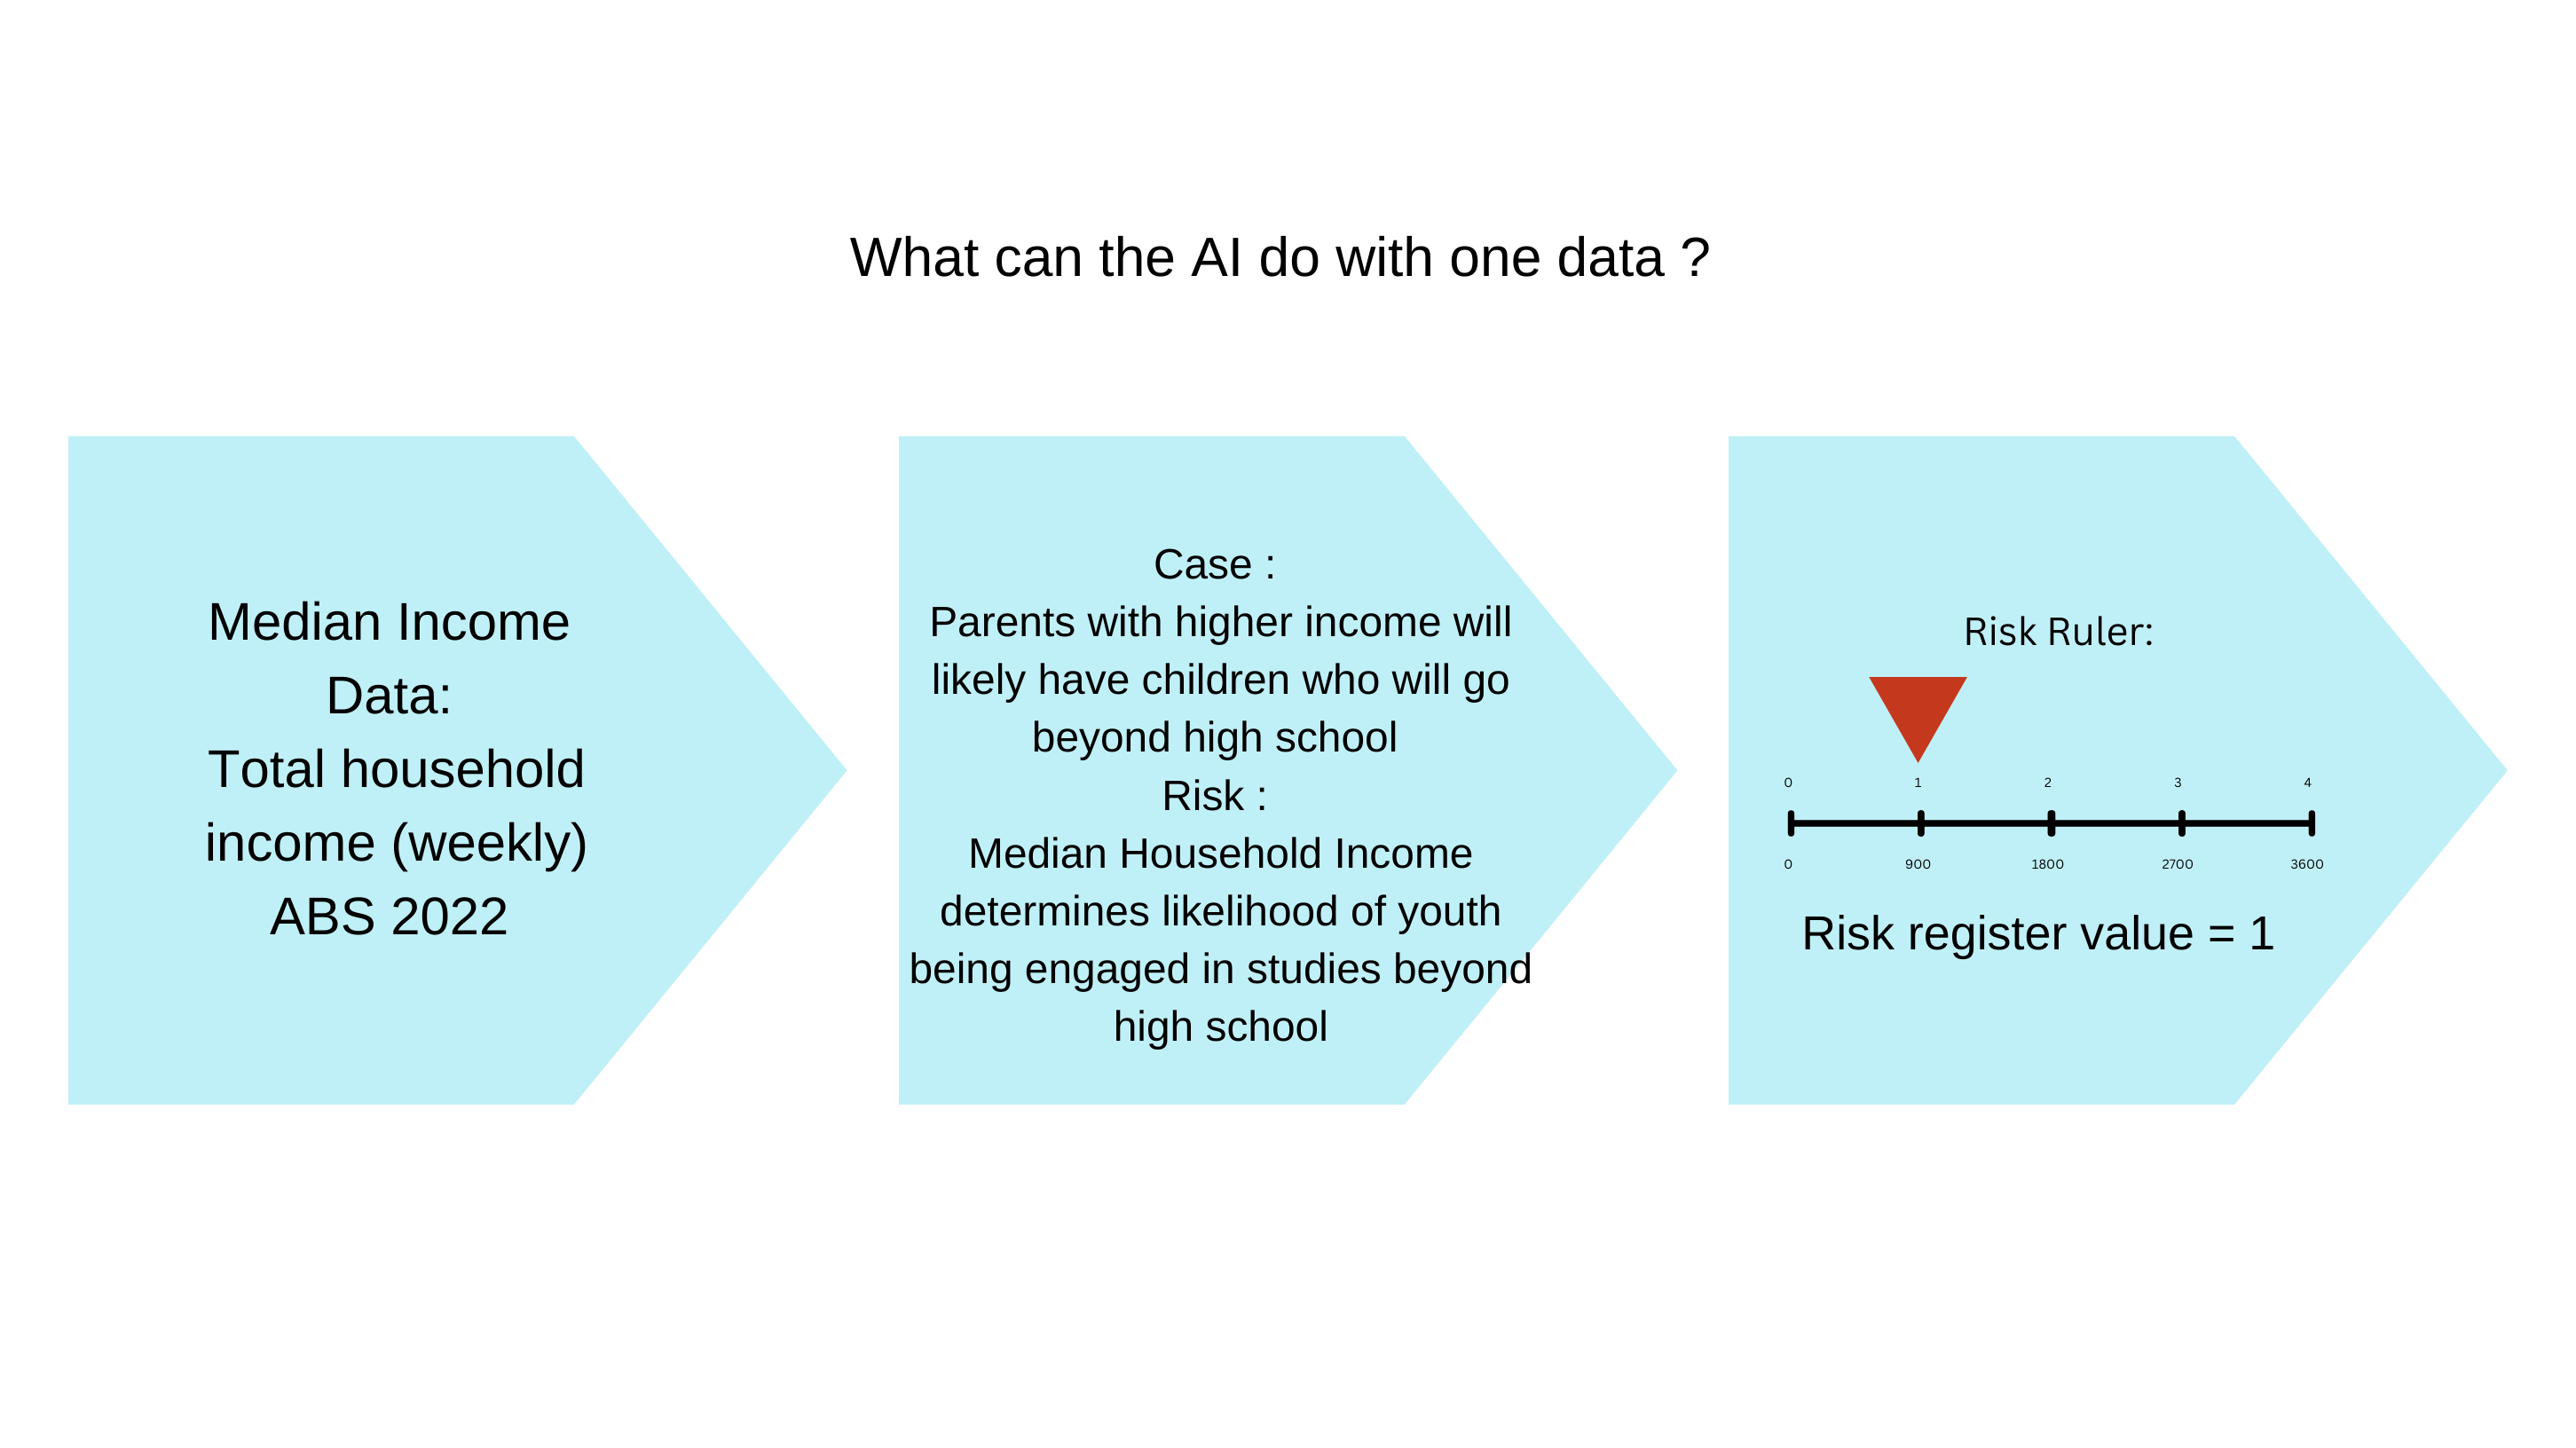 What can the AI do with one data ?
Median Income
Data:
Total household
income (weekly)
ABS 2022
Case :
Parents with higher income will
likely have children who will go
beyond high school
Risk :
Median Household Income
determines likelihood of youth
being engaged in studies beyond
high school
Risk Ruler:
0 1 2 3 4
0 900 1800 2700 3600
Risk register value = 1